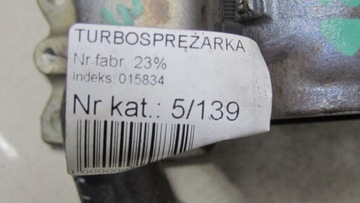 TURBOSPRĘŻARKA
Nr fabr. 23%
Indeks: 015834
Nr kat.: 5/139